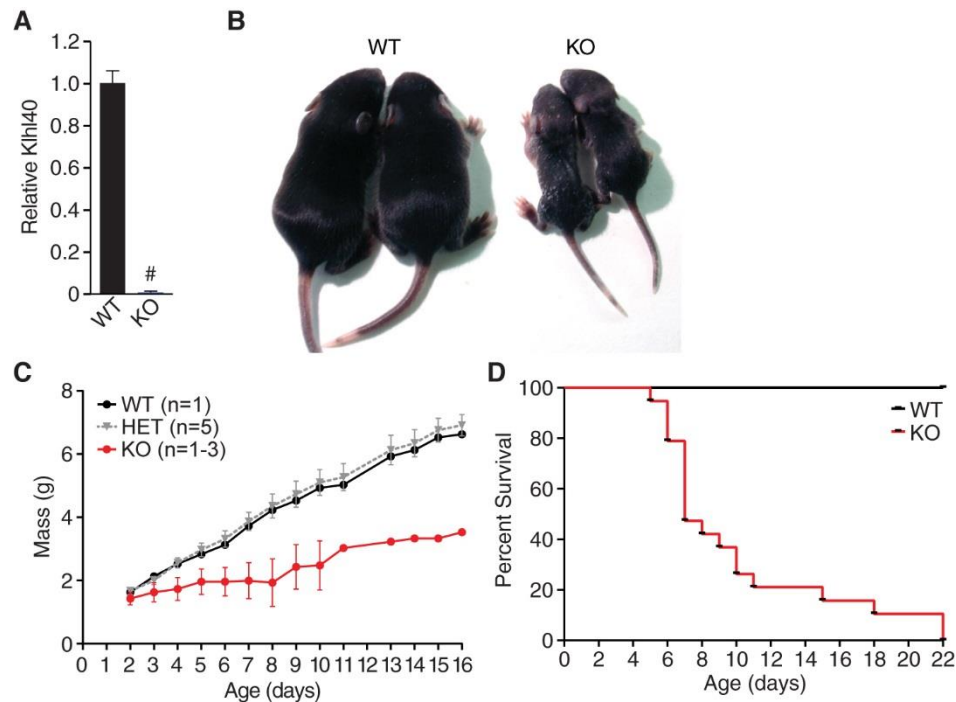 A
Relative Klhl40
1.2
1.0
0.8
0.6
0.4
0.2
0
#
WT
KO
B
WT
KO
C
Mass (g)
8
6
4
2
0
WT (n=1)
HET (n=5)
KO (n=1-3)
0 1 2 3 4 5 6 7 8 9 10 11 12 13 14 15 16
Age (days)
D
Percent Survival
100
80
60
40
20
0
WT
KO
0 2 4 6 8 10 11 14 16 18 20 22
Age (days)